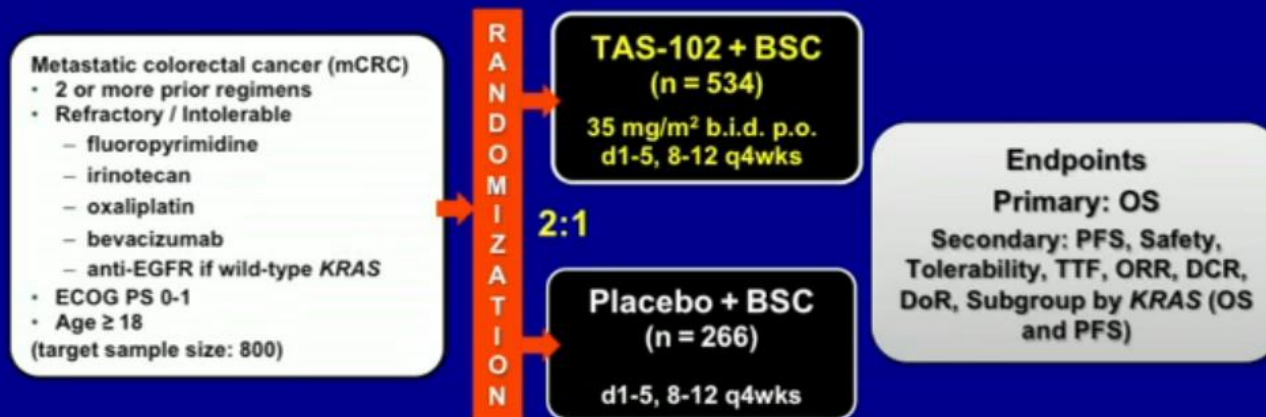 Metastatic colorectal cancer (mCRC)
• 2 or more prior regimens
• Refractory / Intolerable
– fluoropyrimidine
– irinotecan
– oxaliplatin
– bevacizumab
– anti-EGFR if wild-type KRAS
• ECOG PS 0-1
• Age ≥ 18
(target sample size: 800)
RANDOMIZATION
2:1
TAS-102 + BSC
(n = 534)
35 mg/m² b.i.d. p.o.
d1-5, 8-12 q4wks
Placebo + BSC
(n = 266)
d1-5, 8-12 q4wks
Endpoints
Primary: OS
Secondary: PFS, Safety,
Tolerability, TTF, ORR, DCR,
DoR, Subgroup by KRAS (OS
and PFS)